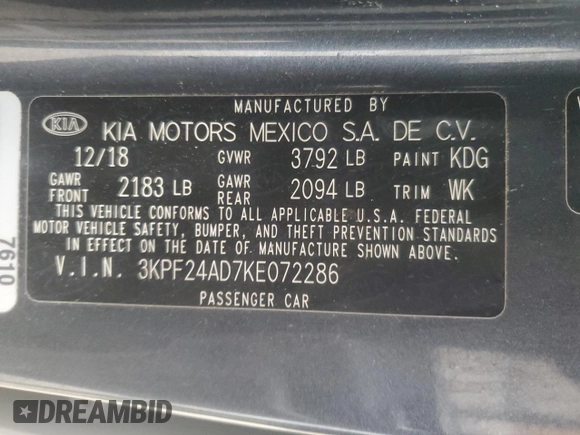 MANUFACTURED BY
KIA KIA MOTORS MEXICO S.A. DE C.V.
12/18 GVWR 3792 LB PAINT KDG
GAWR FRONT 2183 LB GAWR REAR 2094 LB TRIM WK
THIS VEHICLE CONFORMS TO ALL APPLICABLE U.S.A. FEDERAL
MOTOR VEHICLE SAFETY, BUMPER, AND THEFT PREVENTION STANDARDS
IN EFFECT ON THE DATE OF MANUFACTURE SHOWN ABOVE.
V.I.N. 3KPF24AD7KE072286
PASSENGER CAR
7610
DREAMBID